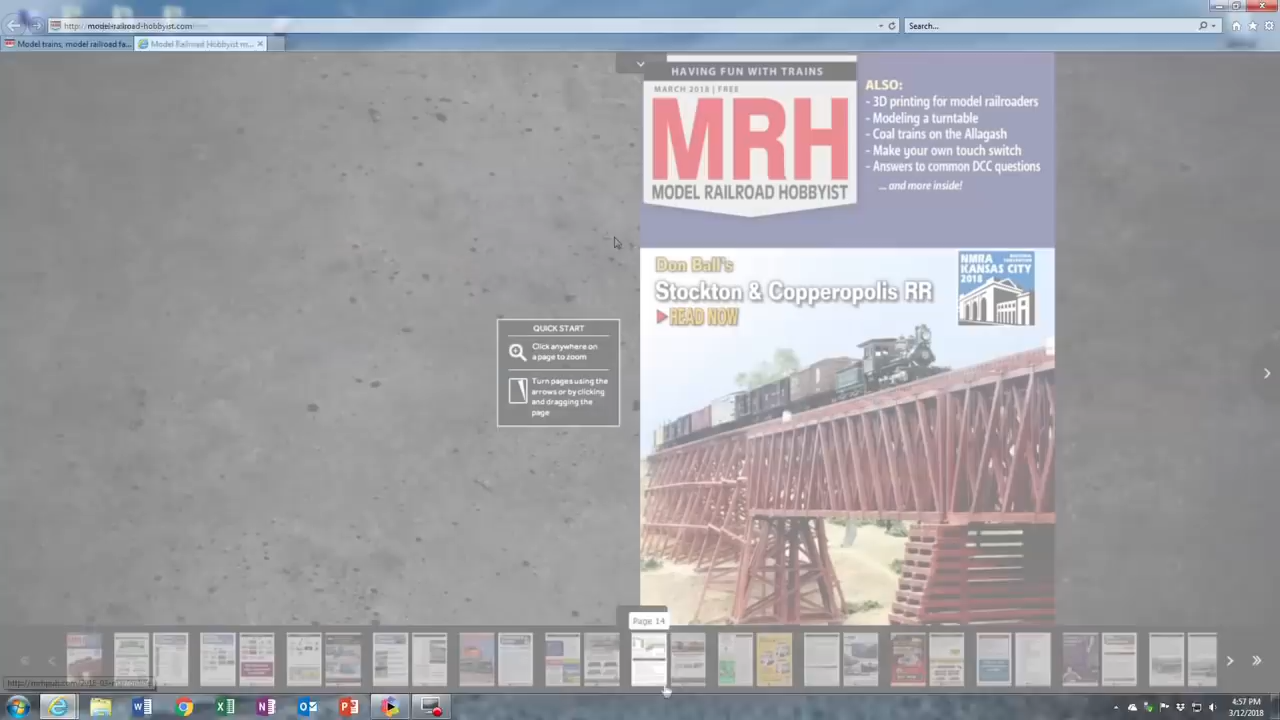 http://model-railroad-hobbyist.com
Search...
Model trains, model railroad fa...
Model Railroad Hobbyist m...
HAVING FUN WITH TRAINS
MARCH 2018 | FREE
MRH
MODEL RAILROAD HOBBYIST
ALSO:
- 3D printing for model railroaders
- Modeling a turntable
- Coal trains on the Allagash
- Make your own touch switch
- Answers to common DCC questions
... and more inside!
Don Ball's
Stockton & Copperopolis RR
READ NOW
NMRA
KANSAS CITY
2018
QUICK START
Click anywhere on
a page to zoom
Turn pages using the
arrows or by clicking
and dragging the
page
Page 14
4:57 PM
3/12/2018